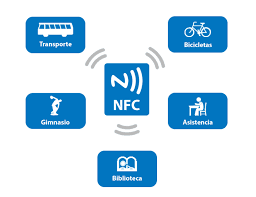 Transporte
Bicicletas
NFC
Gimnasio
Asistencia
Biblioteca